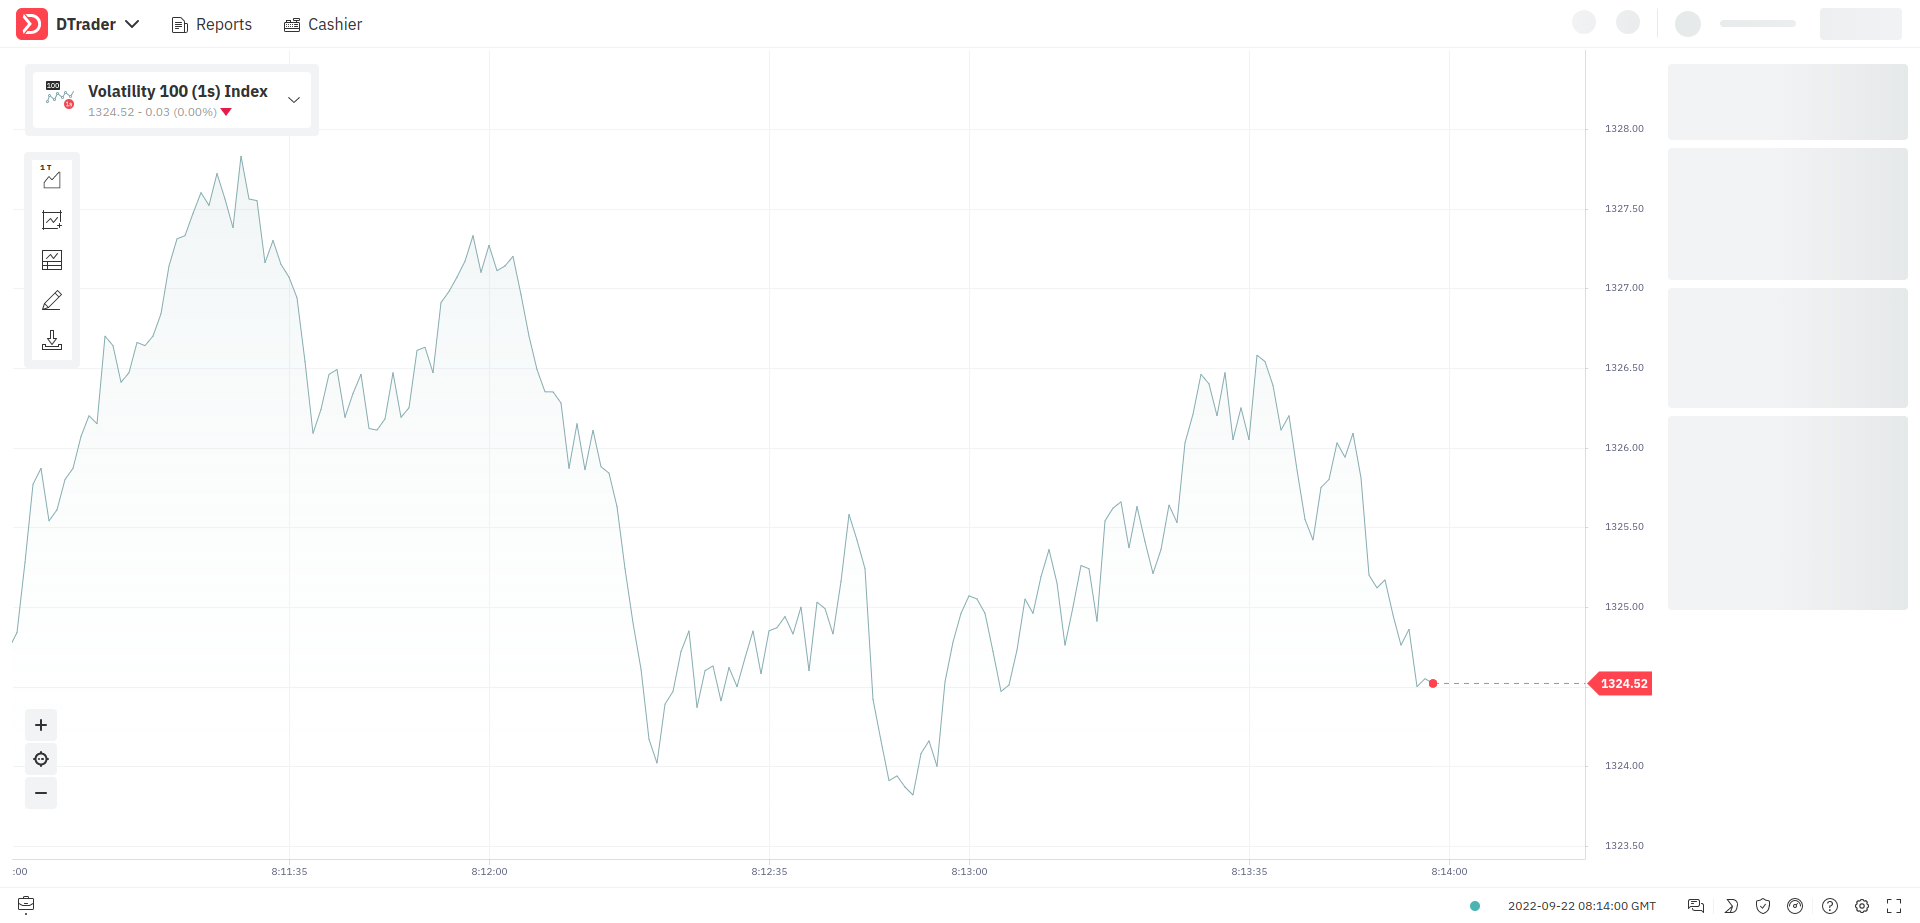 DTrader
Reports
Cashier
100
Volatility 100 (1s) Index
1s
1324.52 - 0.03 (0.00%)
1 T
1328.00
1327.50
1327.00
1326.50
1326.00
1325.50
1325.00
1324.52
1324.00
1323.50
:00
8:11:35
8:12:00
8:12:35
8:13:00
8:13:35
8:14:00
2022-09-22 08:14:00 GMT